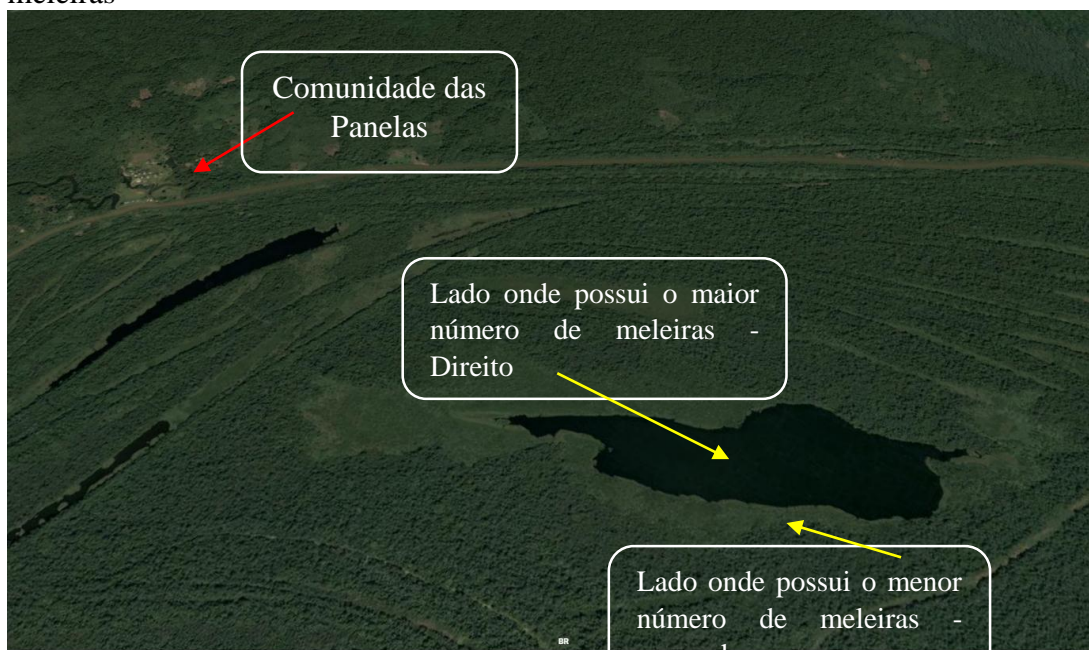 meleiras
Comunidade das
Panelas
Lado onde possui o maior
número de meleiras -
Direito
Lado onde possui o menor
número de meleiras -
BR